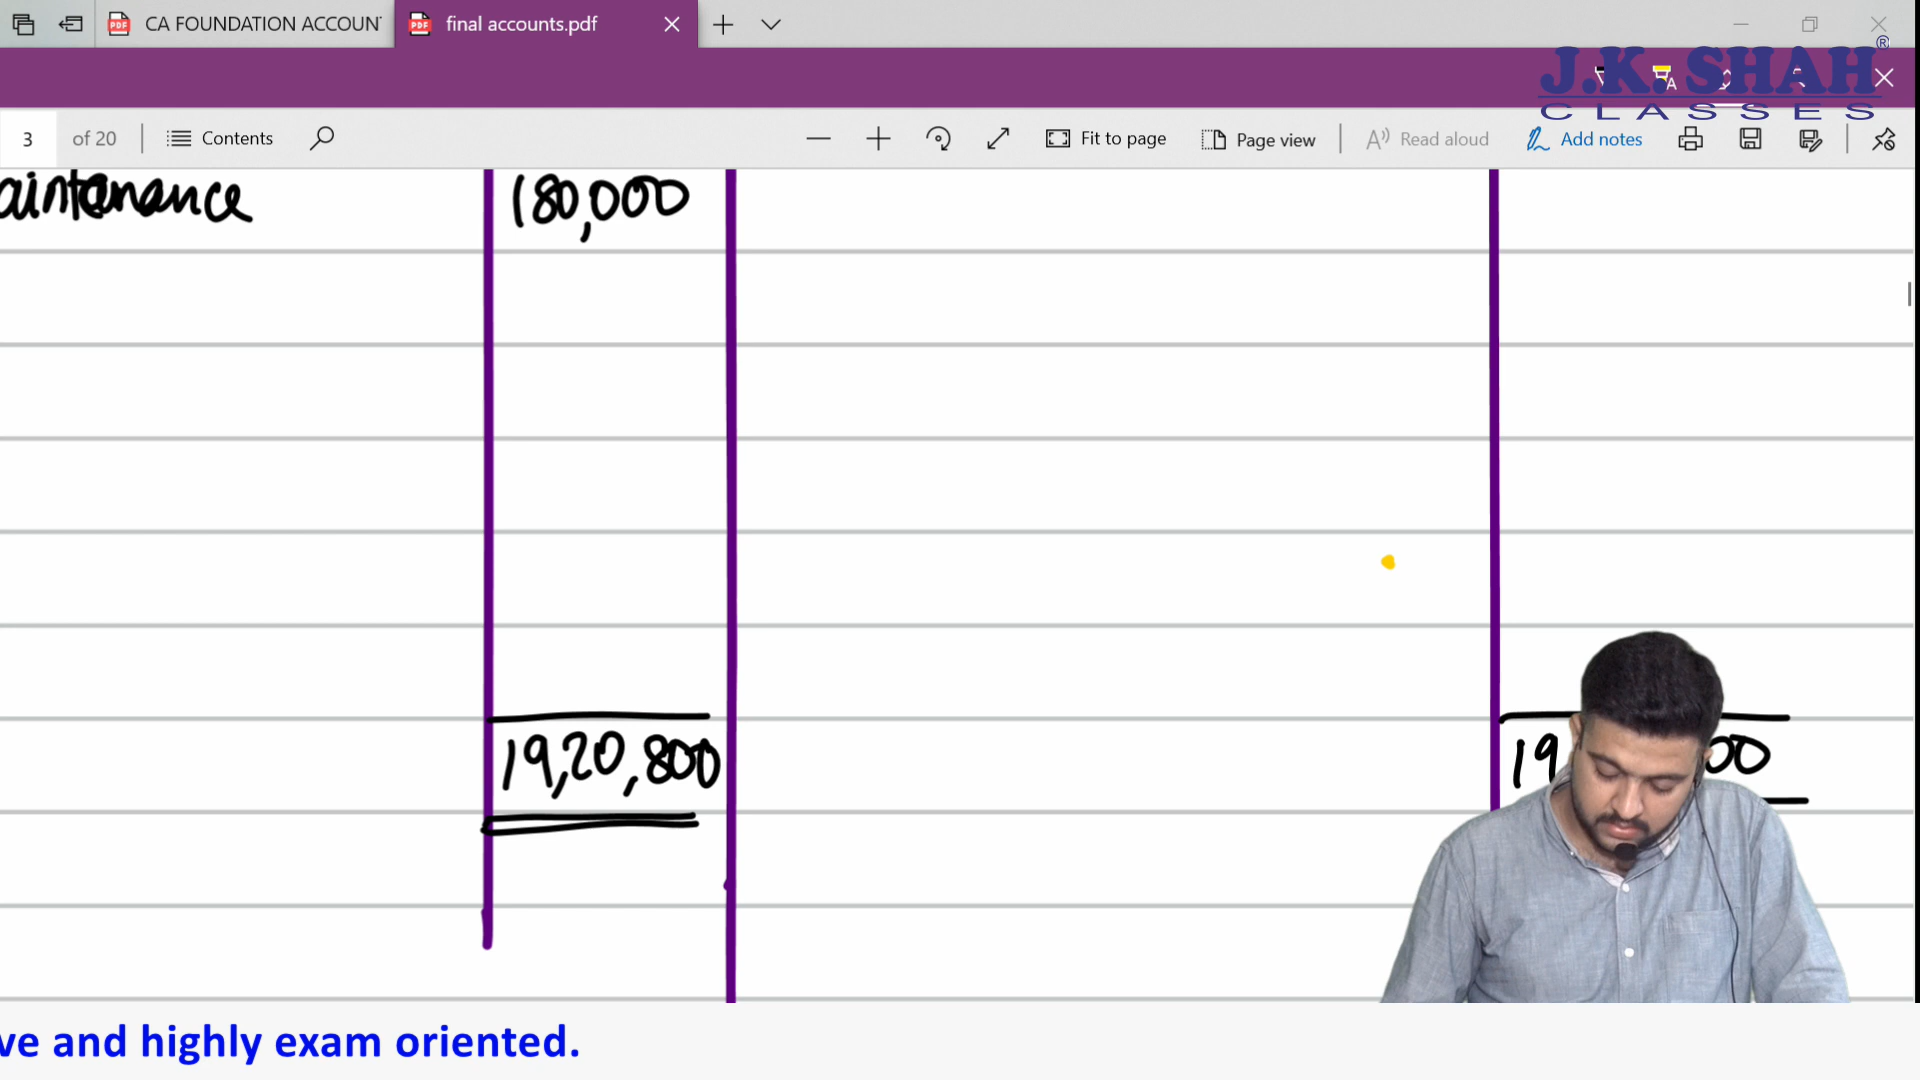 CA FOUNDATION ACCOUN
final accounts.pdf
J.K. SHAH®
CLASSES
3 of 20 Contents Fit to page Page view Read aloud Add notes
aintenance 180,000
19,20,800 19 00
ve and highly exam oriented.